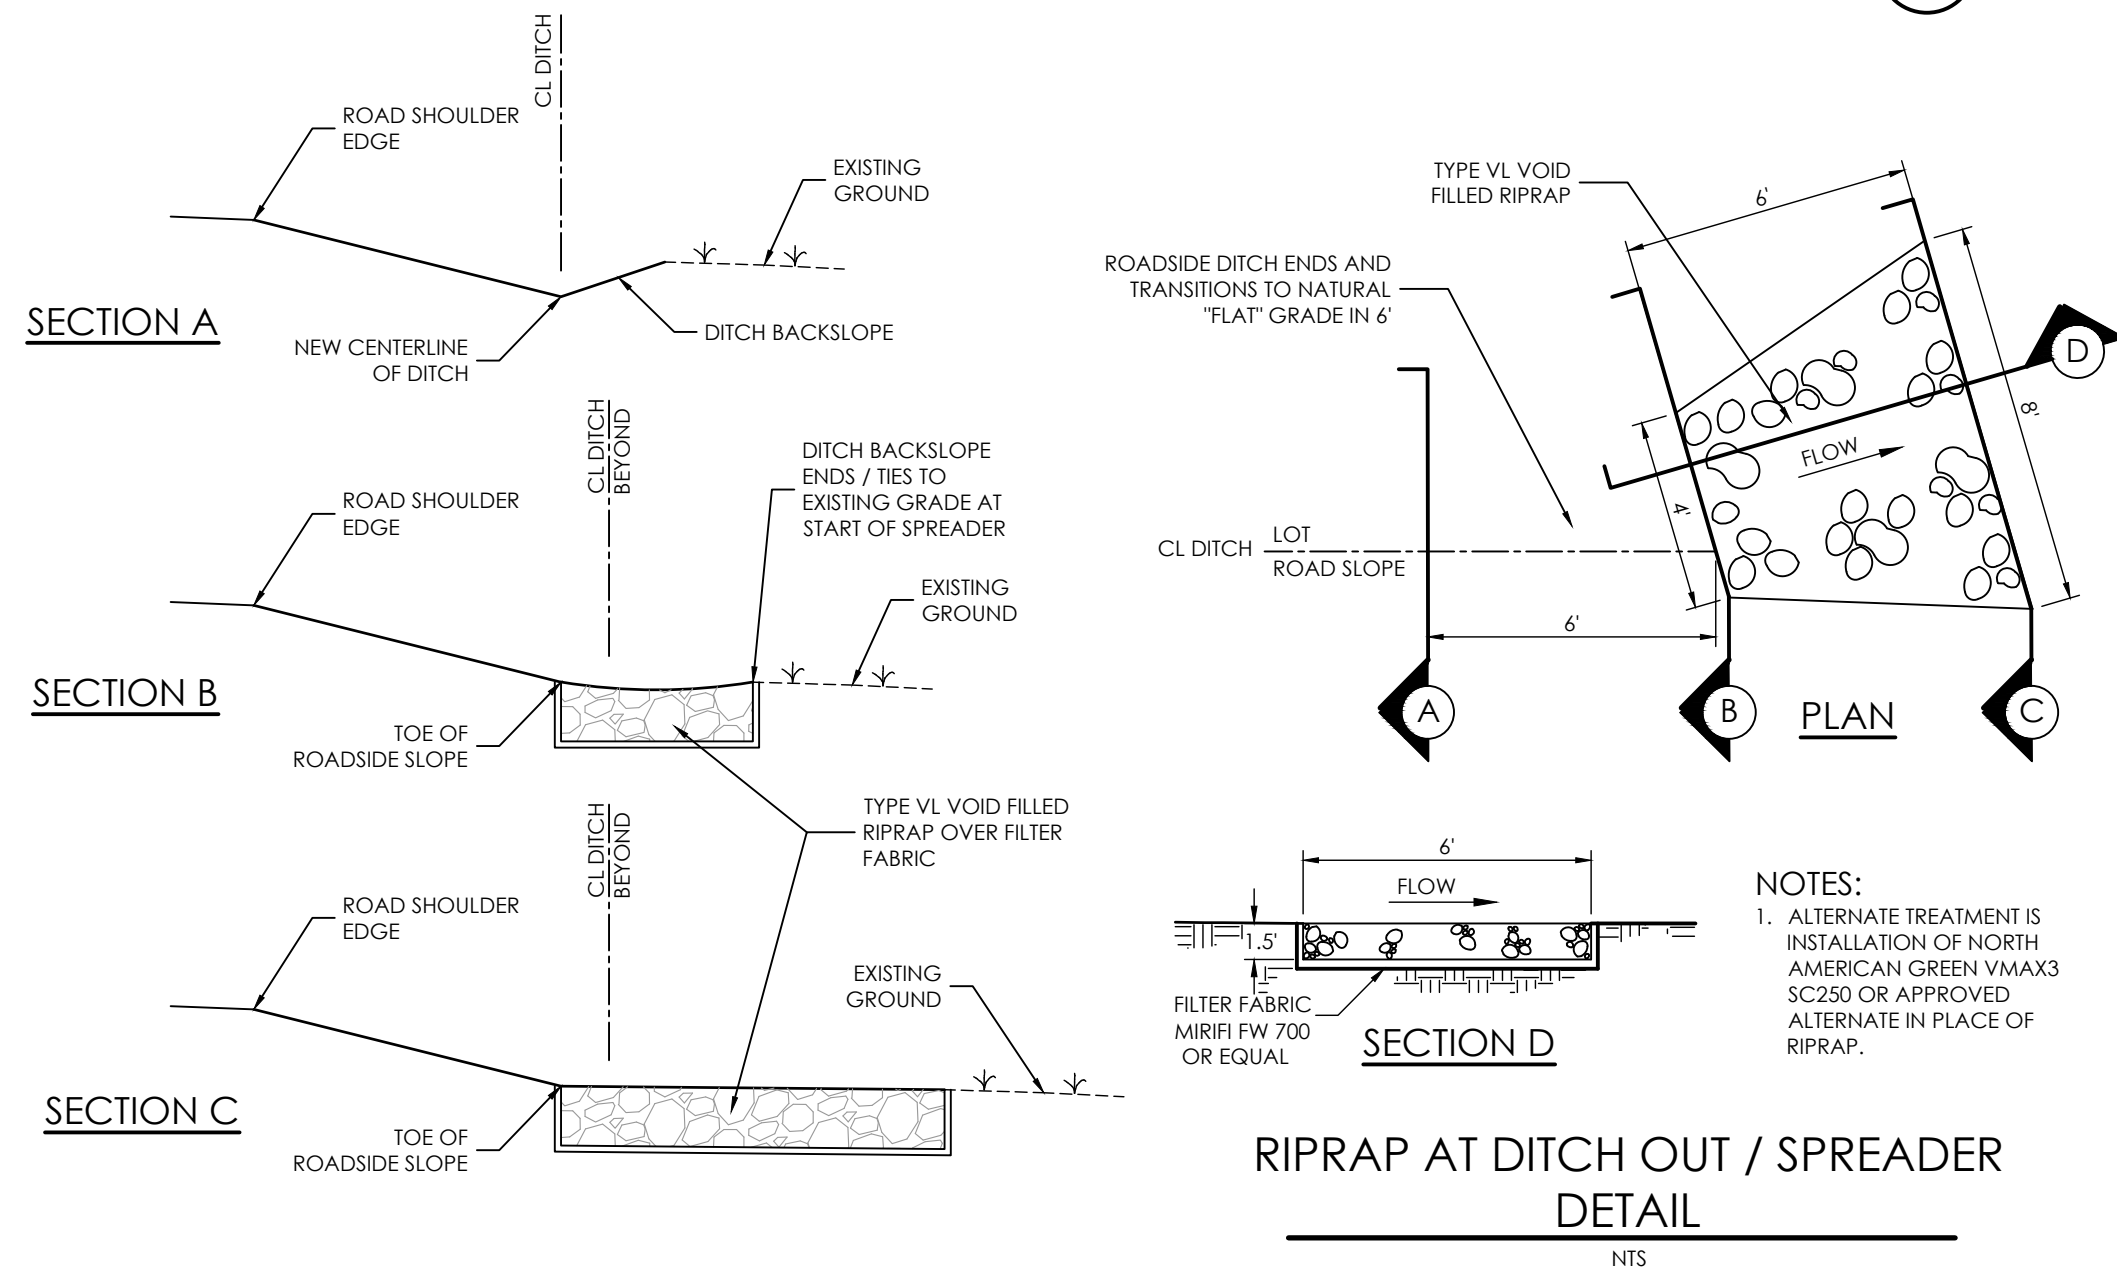 CL DITCH
ROAD SHOULDER
EDGE
EXISTING
GROUND
SECTION A
NEW CENTERLINE
OF DITCH
DITCH BACKSLOPE
CL DITCH
BEYOND
ROAD SHOULDER
EDGE
DITCH BACKSLOPE
ENDS / TIES TO
EXISTING GRADE AT
START OF SPREADER
EXISTING
GROUND
SECTION B
TOE OF
ROADSIDE SLOPE
TYPE VL VOID FILLED
RIPRAP OVER FILTER
FABRIC
CL DITCH
BEYOND
ROAD SHOULDER
EDGE
EXISTING
GROUND
SECTION C
TOE OF
ROADSIDE SLOPE
TYPE VL VOID
FILLED RIPRAP
6'
ROADSIDE DITCH ENDS AND
TRANSITIONS TO NATURAL
"FLAT" GRADE IN 6'
D
8'
FLOW
4'
CL DITCH
LOT
ROAD SLOPE
6'
A
B
C
PLAN
6'
FLOW
1.5'
FILTER FABRIC
MIRIFI FW 700
OR EQUAL
SECTION D
NOTES:
1. ALTERNATE TREATMENT IS
INSTALLATION OF NORTH
AMERICAN GREEN VMAX3
SC250 OR APPROVED
ALTERNATE IN PLACE OF
RIPRAP.
RIPRAP AT DITCH OUT / SPREADER
DETAIL
NTS